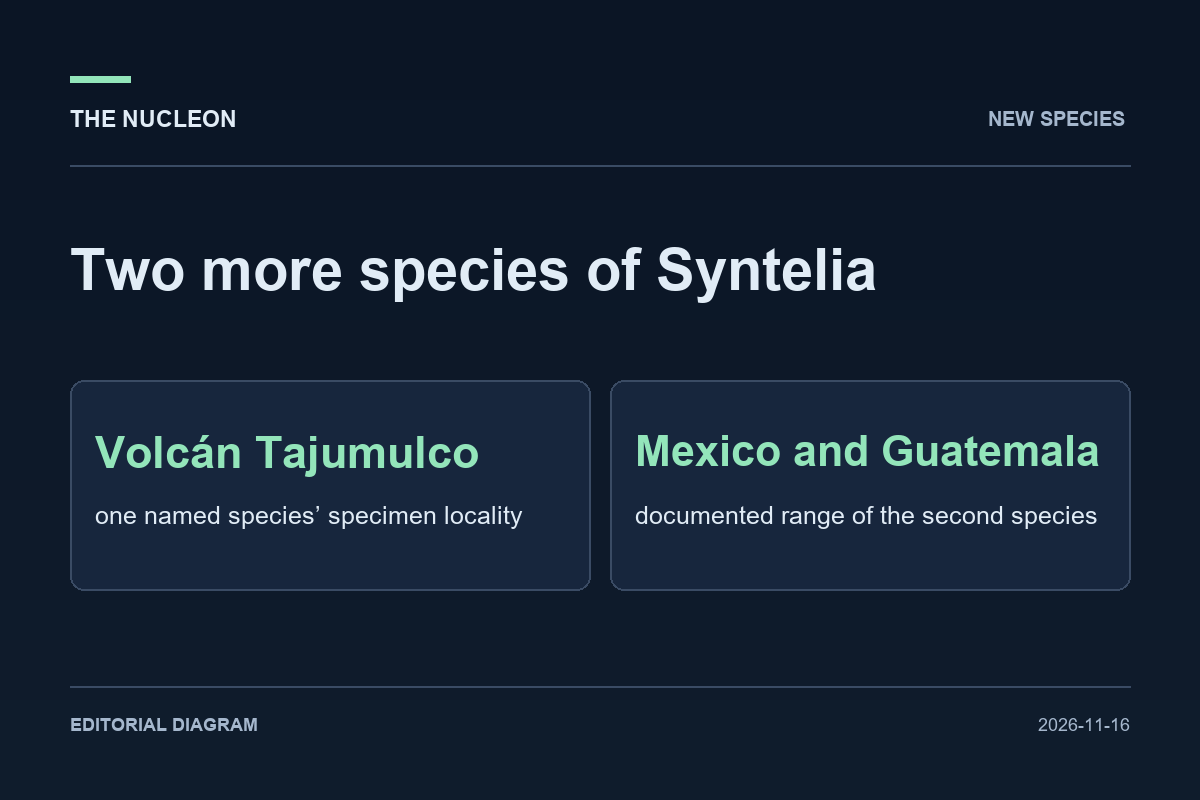 THE NUCLEON
NEW SPECIES
Two more species of Syntelia
Volcán Tajumulco
one named species’ specimen locality
Mexico and Guatemala
documented range of the second species
EDITORIAL DIAGRAM
2026-11-16